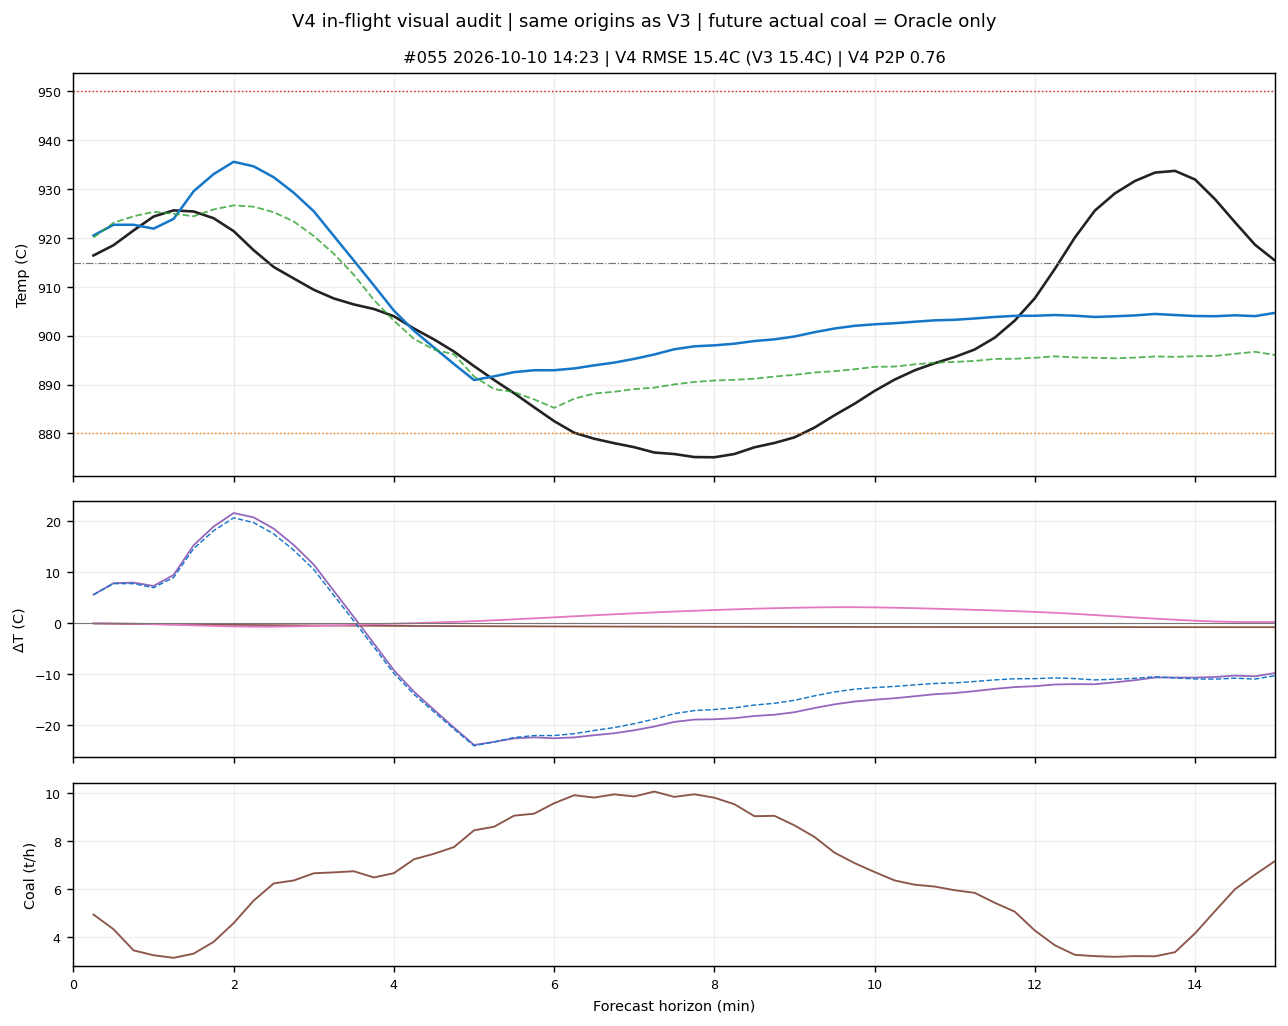 V4 in-flight visual audit | same origins as V3 | future actual coal = Oracle only
#055 2026-10-10 14:23 | V4 RMSE 15.4C (V3 15.4C) | V4 P2P 0.76
950
940
930
920
910
900
890
880
Temp (C)
20
10
0
−10
−20
ΔT (C)
10
8
6
4
Coal (t/h)
0 2 4 6 8 10 12 14
Forecast horizon (min)